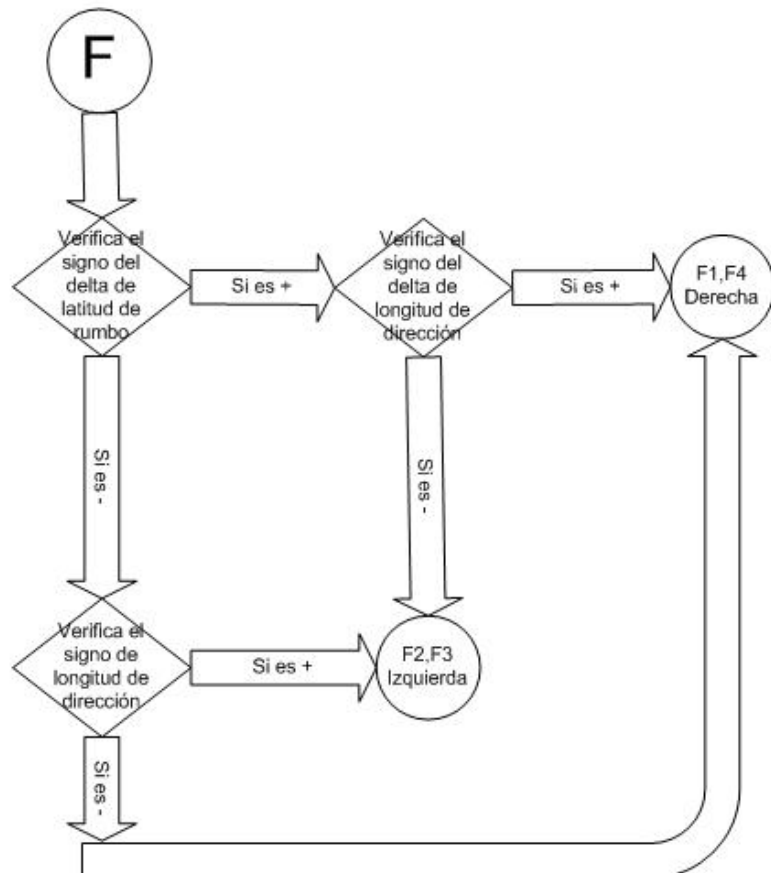 F
Verifica el
signo del
delta de
latitud de
rumbo
Si es +
Verifica el
signo del
delta de
longitud de
dirección
Si es +
F1,F4
Derecha
Si es -
Si es -
Verifica el
signo de
longitud de
dirección
Si es +
F2,F3
Izquierda
Si es -